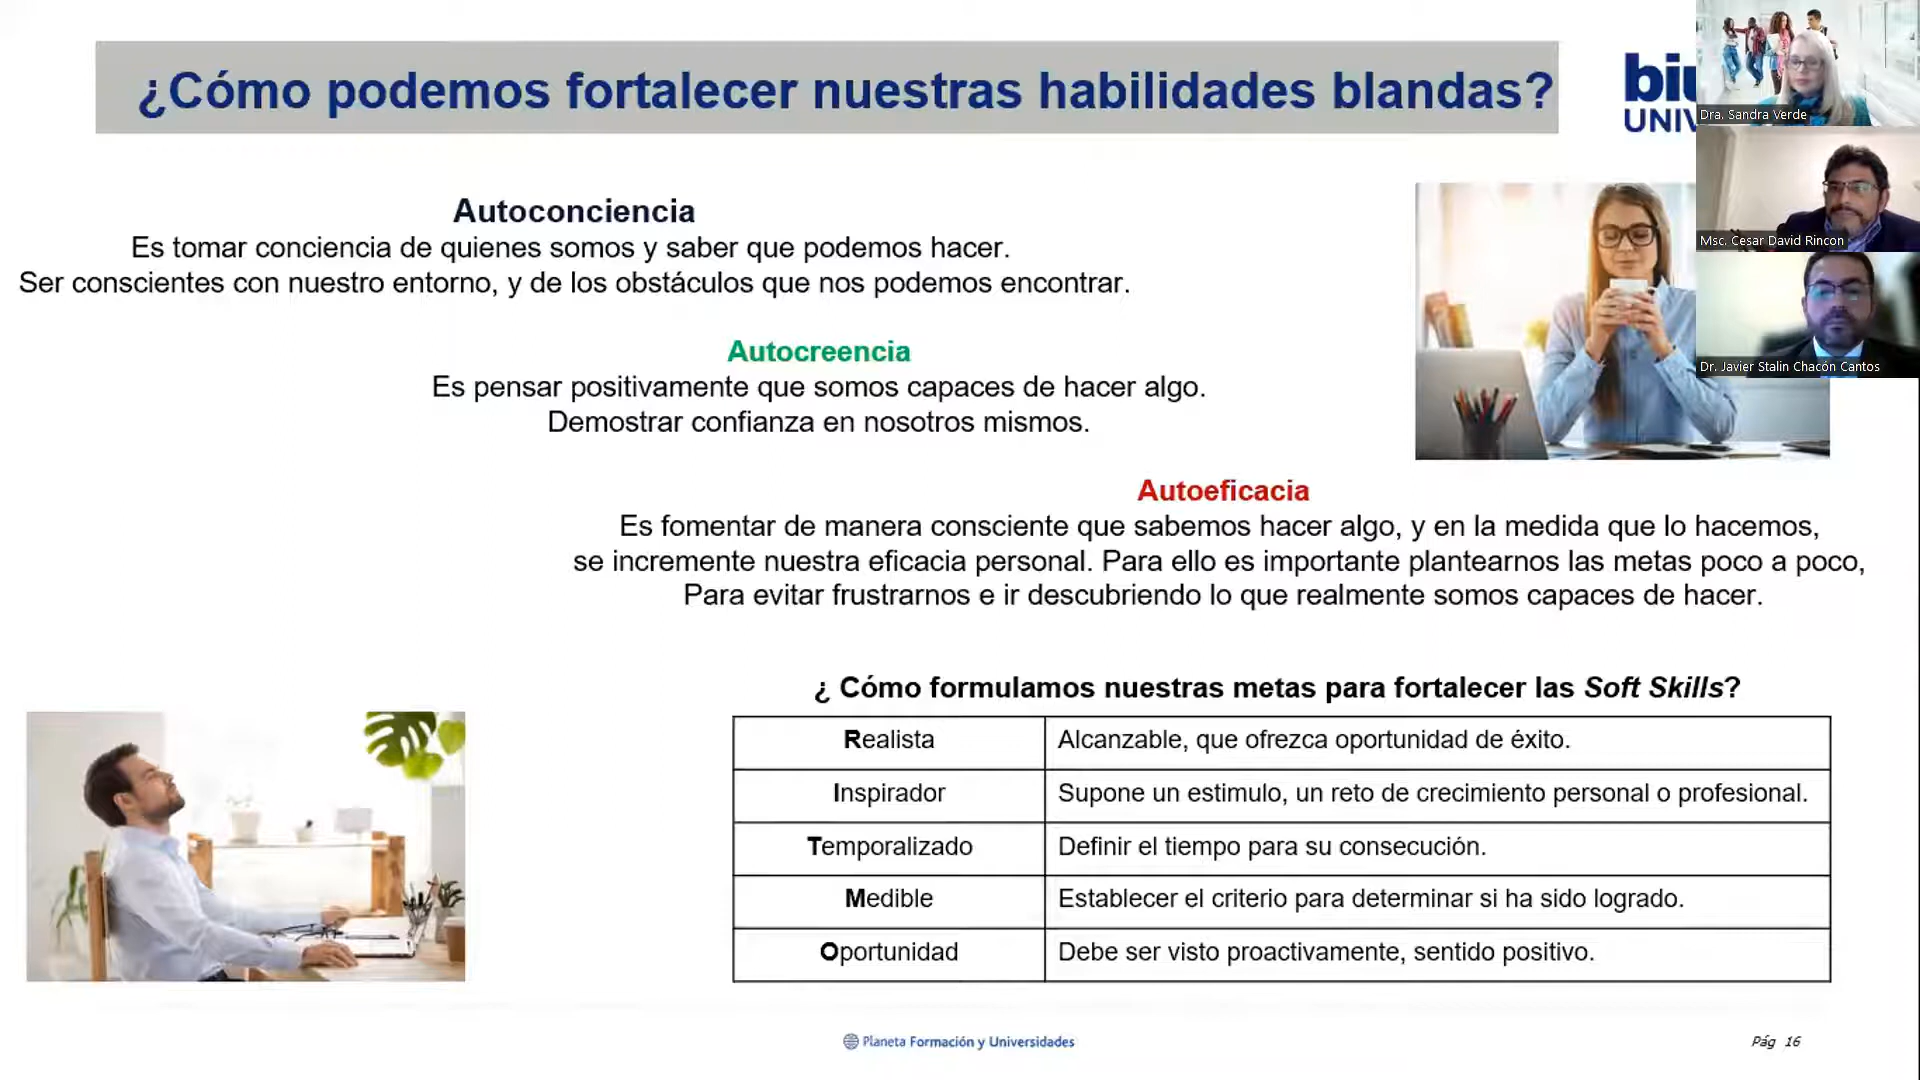 ¿Cómo podemos fortalecer nuestras habilidades blandas?
Dra. Sandra Verde
Msc. Cesar David Rincon
Dr. Javier Stalin Chacón Cantos
Autoconciencia
Es tomar conciencia de quienes somos y saber que podemos hacer.
Ser conscientes con nuestro entorno, y de los obstáculos que nos podemos encontrar.
Autocreencia
Es pensar positivamente que somos capaces de hacer algo.
Demostrar confianza en nosotros mismos.
Autoeficacia
Es fomentar de manera consciente que sabemos hacer algo, y en la medida que lo hacemos,
se incremente nuestra eficacia personal. Para ello es importante plantearnos las metas poco a poco,
Para evitar frustrarnos e ir descubriendo lo que realmente somos capaces de hacer.
¿ Cómo formulamos nuestras metas para fortalecer las Soft Skills?
Realista Alcanzable, que ofrezca oportunidad de éxito.
Inspirador Supone un estimulo, un reto de crecimiento personal o profesional.
Temporalizado Definir el tiempo para su consecución.
Medible Establecer el criterio para determinar si ha sido logrado.
Oportunidad Debe ser visto proactivamente, sentido positivo.
Planeta Formación y Universidades
Pág 16